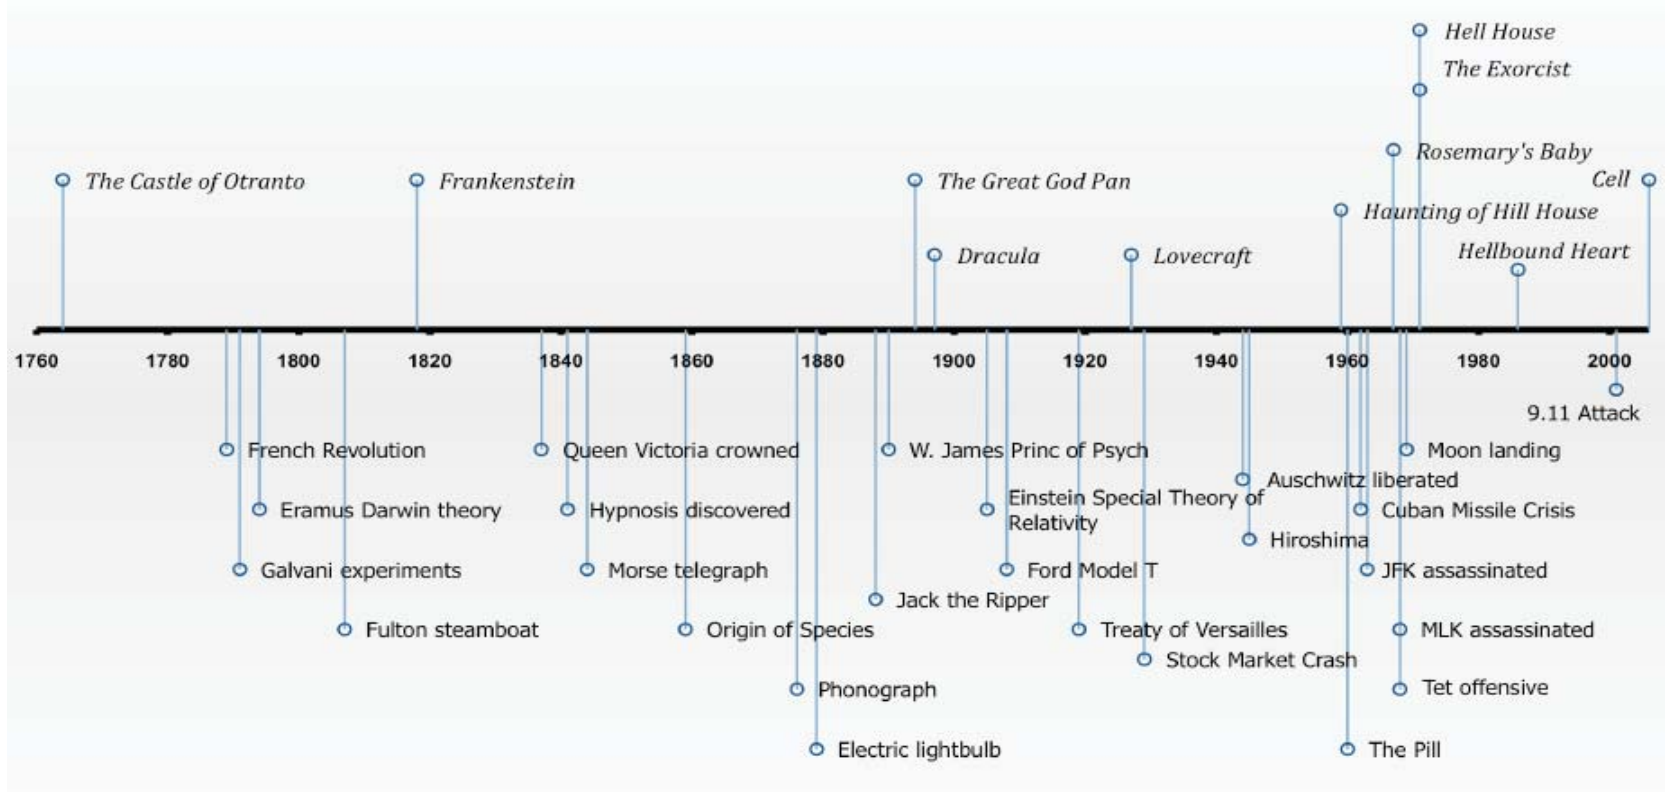 Hell House
The Exorcist
Rosemary's Baby
The Castle of Otranto
Frankenstein
The Great God Pan
Cell
Haunting of Hill House
Dracula
Lovecraft
Hellbound Heart
1760 1780 1800 1820 1840 1860 1880 1900 1920 1940 1960 1980 2000
9.11 Attack
French Revolution
Queen Victoria crowned
W. James Princ of Psych
Moon landing
Auschwitz liberated
Eramus Darwin theory
Hypnosis discovered
Einstein Special Theory of
Relativity
Cuban Missile Crisis
Hiroshima
Galvani experiments
Morse telegraph
Ford Model T
JFK assassinated
Jack the Ripper
Fulton steamboat
Origin of Species
Treaty of Versailles
MLK assassinated
Stock Market Crash
Phonograph
Tet offensive
Electric lightbulb
The Pill